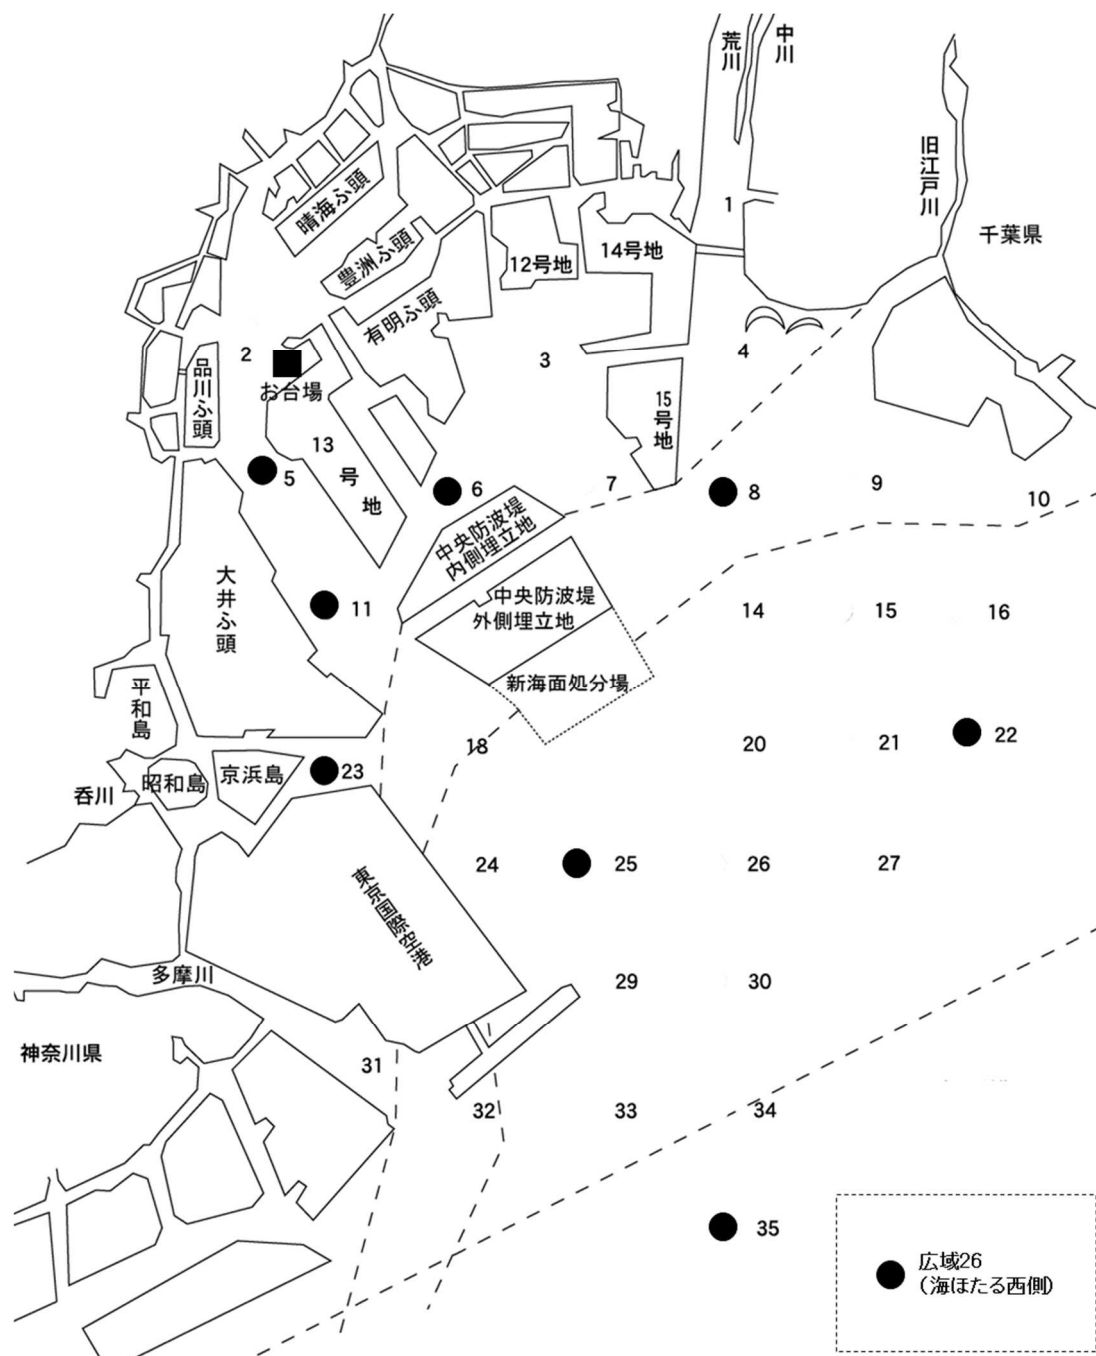 荒川
中川
旧江戸川
千葉県
1
晴海ふ頭
豊洲ふ頭
有明ふ頭
12号地
14号地
2
お台場
3
4
品川ふ頭
15号地
13号地
5
6
7
8
9
10
中央防波堤
内側埋立地
大井ふ頭
11
中央防波堤
外側埋立地
14
15
16
新海面処分場
平和島
18
20
21
22
昭和島
京浜島
23
呑川
24
25
26
27
東京国際空港
多摩川
29
30
神奈川県
31
32
33
34
35
広域26
(海ほたる西側)